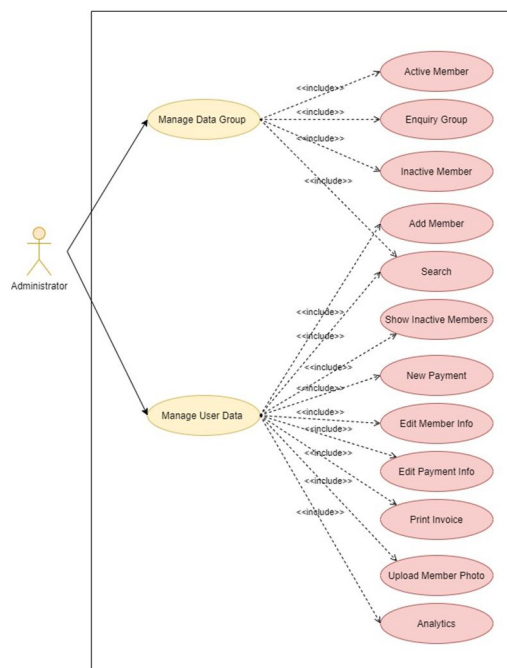 Active Member
<<include>>
Manage Data Group
<<include>>
Enquiry Group
<<include>>
Inactive Member
<<include>>
Add Member
Administrator
Search
<<include>>
Show Inactive Members
<<include>>
<<include>>
New Payment
<<include>>
Manage User Data
<<include>>
Edit Member Info
<<include>>
Edit Payment Info
<<include>>
<<include>>
Print Invoice
<<include>>
Upload Member Photo
Analytics